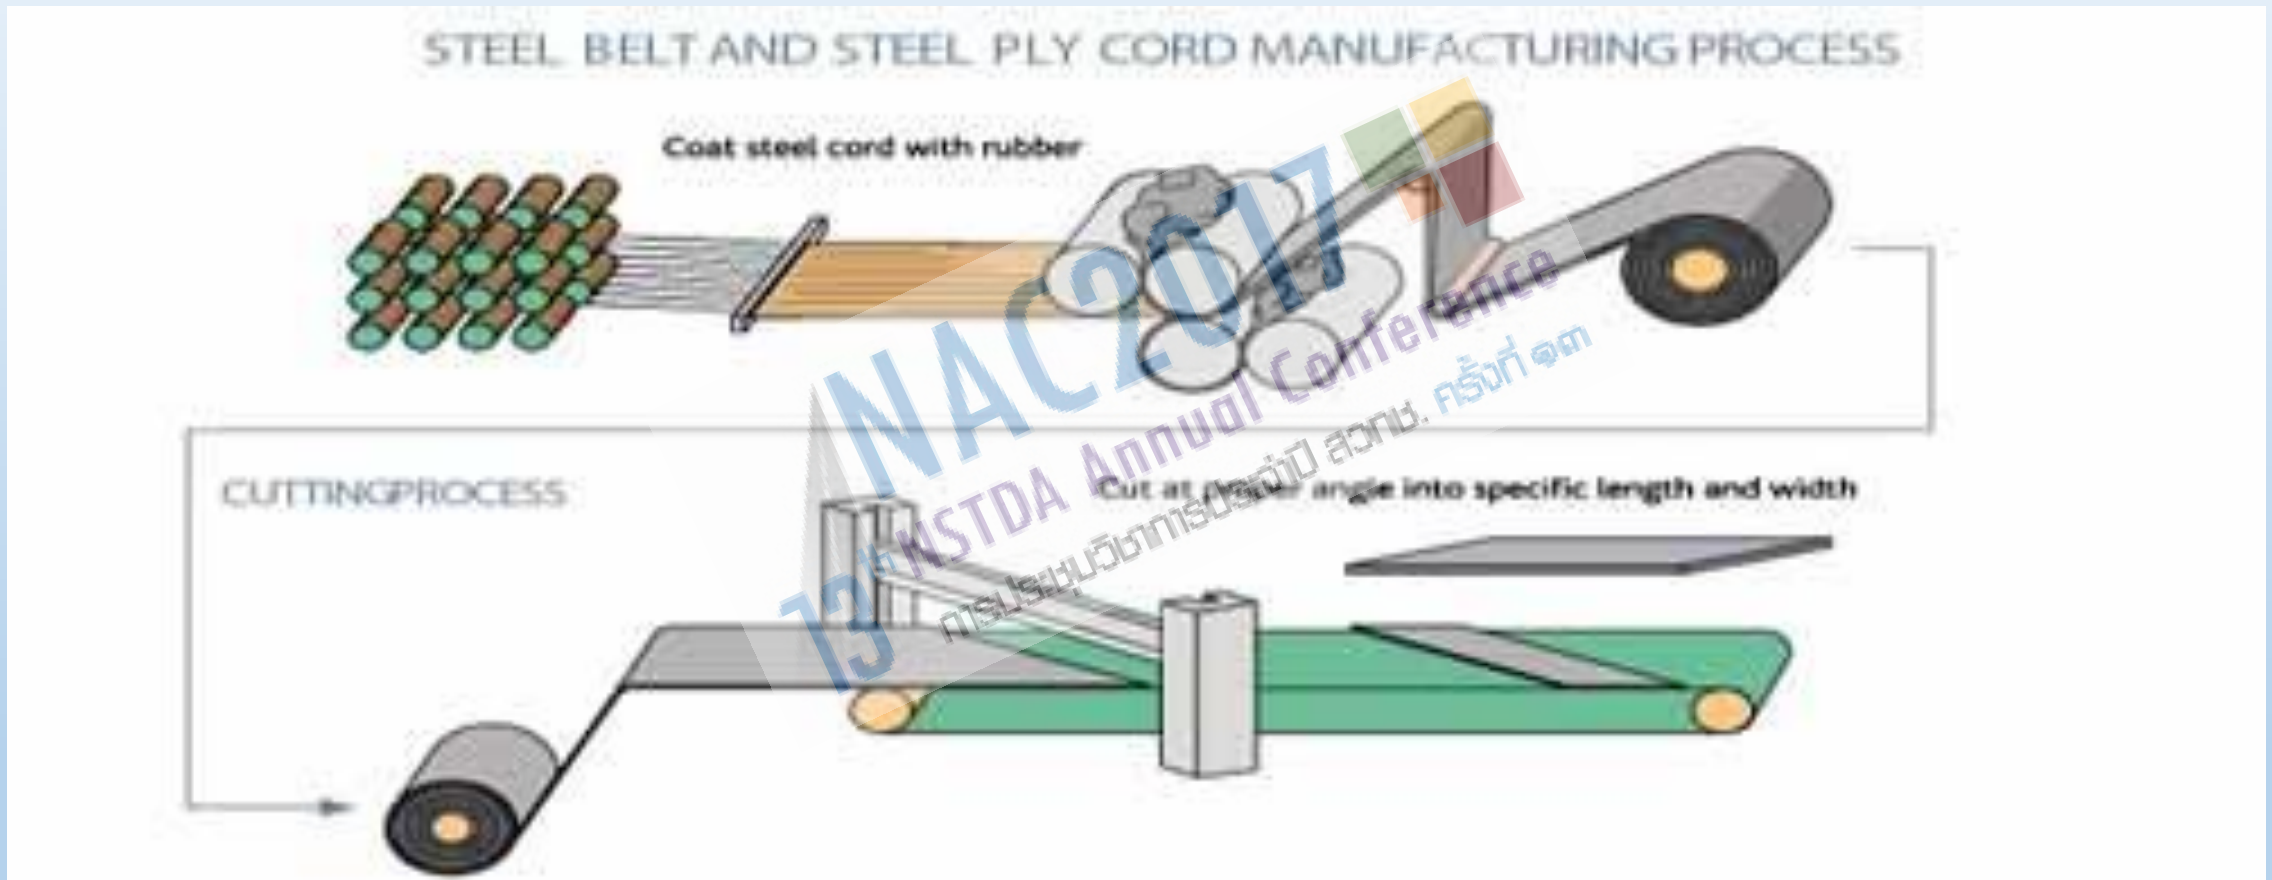 STEEL BELT AND STEEL PLY CORD MANUFACTURING PROCESS
Coat steel cord with rubber
NAC2017
13th NSTDA Annual Conference
การประชุมวิชาการประจำปี สวทช. ครั้งที่ ๑๓
CUTTINGPROCESS
Cut at proper angle into specific length and width